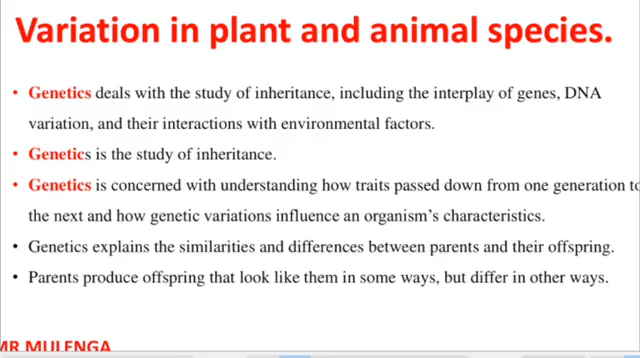 Variation in plant and animal species.
• Genetics deals with the study of inheritance, including the interplay of genes, DNA
variation, and their interactions with environmental factors.
• Genetics is the study of inheritance.
• Genetics is concerned with understanding how traits passed down from one generation to
the next and how genetic variations influence an organism's characteristics.
• Genetics explains the similarities and differences between parents and their offspring.
• Parents produce offspring that look like them in some ways, but differ in other ways.
MR MULENGA